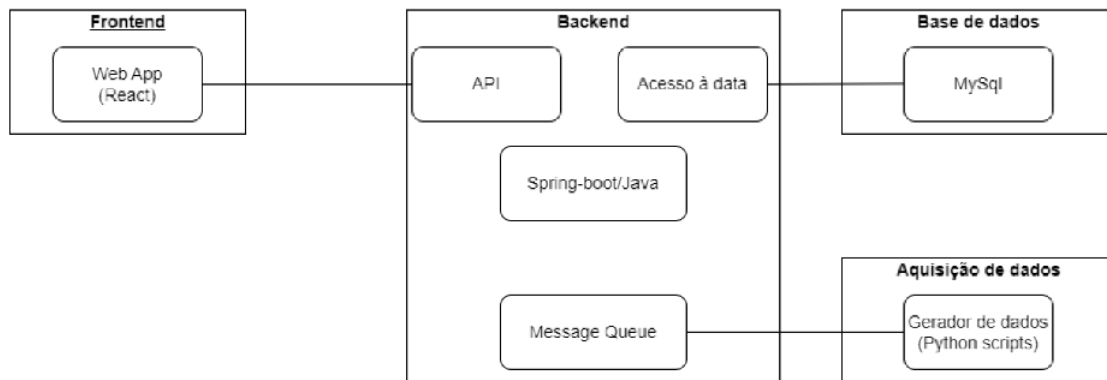 Frontend
Web App
(React)
Backend
API
Acesso à data
Spring-boot/Java
Message Queue
Base de dados
MySql
Aquisição de dados
Gerador de dados
(Python scripts)